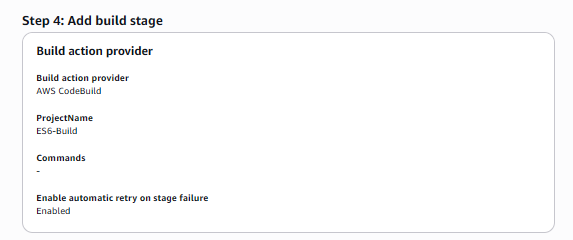 Step 4: Add build stage
Build action provider
Build action provider
AWS CodeBuild
ProjectName
ES6-Build
Commands
-
Enable automatic retry on stage failure
Enabled